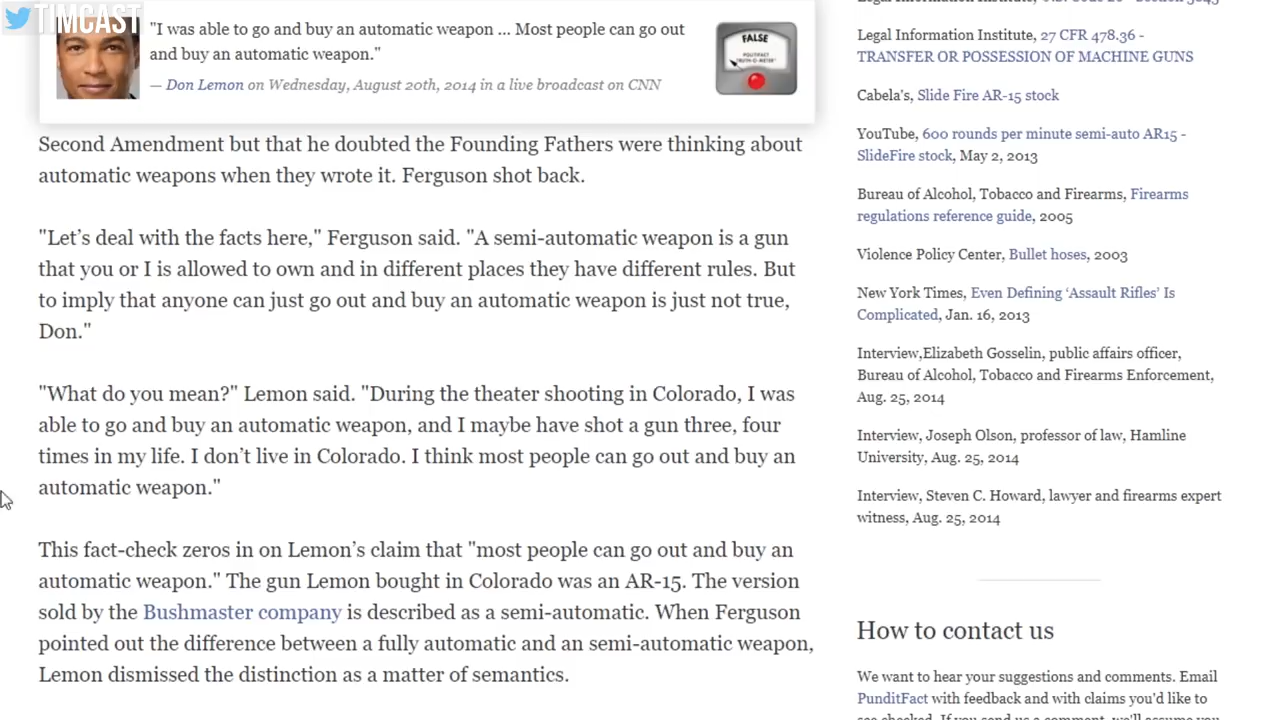 TIMCAST
"I was able to go and buy an automatic weapon ... Most people can go out
and buy an automatic weapon."
— Don Lemon on Wednesday, August 20th, 2014 in a live broadcast on CNN
FALSE
POLITIFACT
TRUTH-O-METER™
Second Amendment but that he doubted the Founding Fathers were thinking about
automatic weapons when they wrote it. Ferguson shot back.
"Let’s deal with the facts here," Ferguson said. "A semi-automatic weapon is a gun
that you or I is allowed to own and in different places they have different rules. But
to imply that anyone can just go out and buy an automatic weapon is just not true,
Don."
"What do you mean?" Lemon said. "During the theater shooting in Colorado, I was
able to go and buy an automatic weapon, and I maybe have shot a gun three, four
times in my life. I don’t live in Colorado. I think most people can go out and buy an
automatic weapon."
This fact-check zeros in on Lemon’s claim that "most people can go out and buy an
automatic weapon." The gun Lemon bought in Colorado was an AR-15. The version
sold by the Bushmaster company is described as a semi-automatic. When Ferguson
pointed out the difference between a fully automatic and an semi-automatic weapon,
Lemon dismissed the distinction as a matter of semantics.
Legal Information Institute, 27 CFR 478.36 -
TRANSFER OR POSSESSION OF MACHINE GUNS
Cabela's, Slide Fire AR-15 stock
YouTube, 600 rounds per minute semi-auto AR15 -
SlideFire stock, May 2, 2013
Bureau of Alcohol, Tobacco and Firearms, Firearms
regulations reference guide, 2005
Violence Policy Center, Bullet hoses, 2003
New York Times, Even Defining ‘Assault Rifles’ Is
Complicated, Jan. 16, 2013
Interview,Elizabeth Gosselin, public affairs officer,
Bureau of Alcohol, Tobacco and Firearms Enforcement,
Aug. 25, 2014
Interview, Joseph Olson, professor of law, Hamline
University, Aug. 25, 2014
Interview, Steven C. Howard, lawyer and firearms expert
witness, Aug. 25, 2014
How to contact us
We want to hear your suggestions and comments. Email
PunditFact with feedback and with claims you'd like to